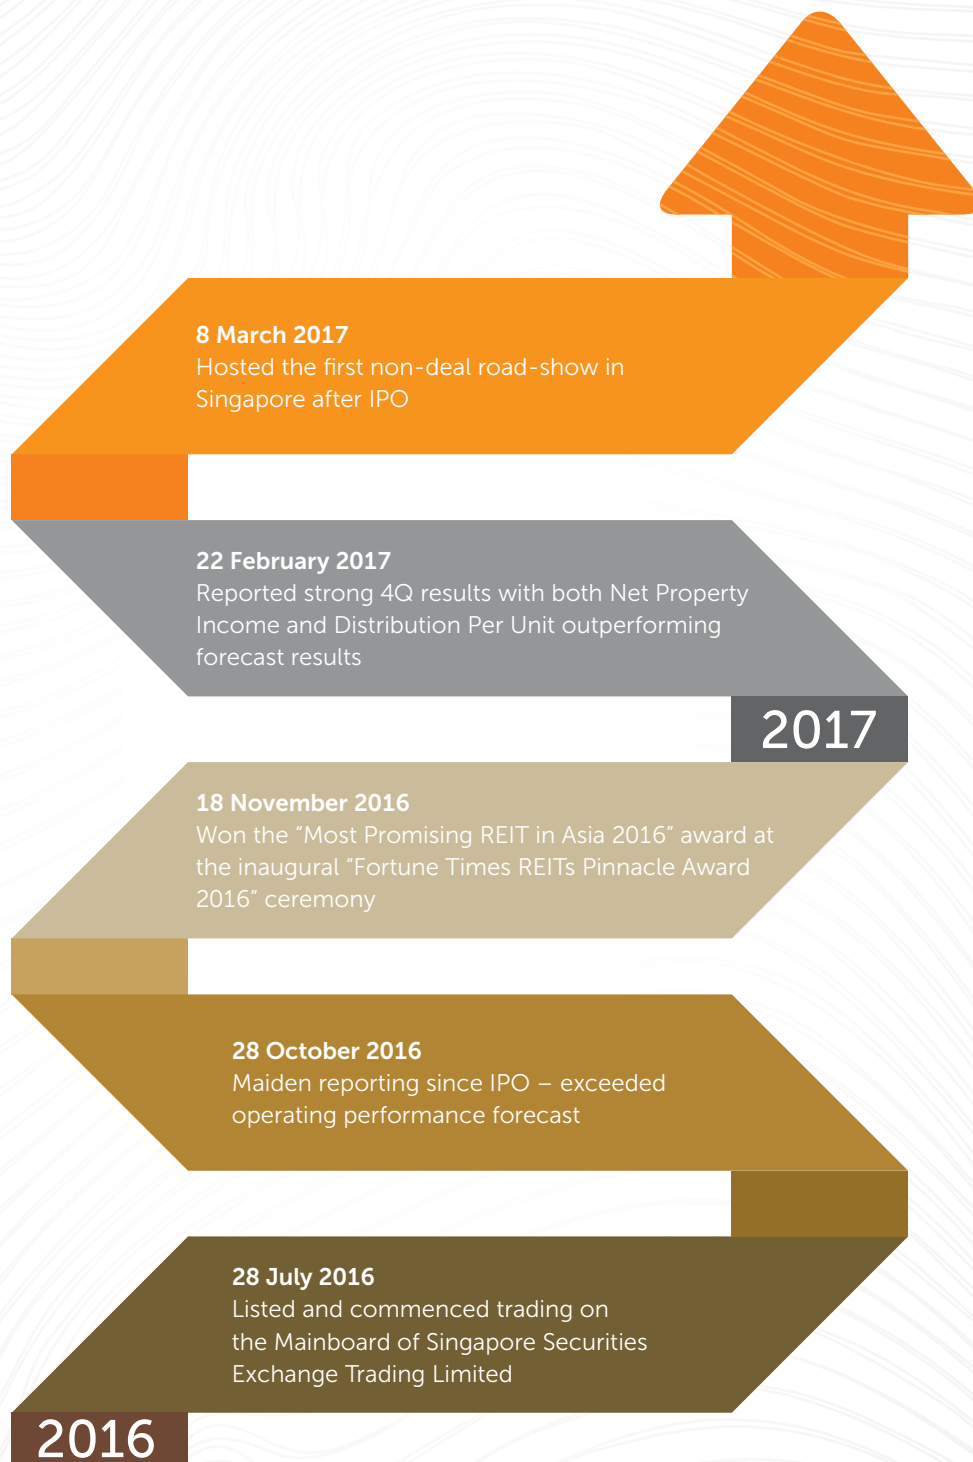 8 March 2017
Hosted the first non-deal road-show in
Singapore after IPO
22 February 2017
Reported strong 4Q results with both Net Property
Income and Distribution Per Unit outperforming
forecast results
2017
18 November 2016
Won the “Most Promising REIT in Asia 2016” award at
the inaugural “Fortune Times REITs Pinnacle Award
2016” ceremony
28 October 2016
Maiden reporting since IPO – exceeded
operating performance forecast
28 July 2016
Listed and commenced trading on
the Mainboard of Singapore Securities
Exchange Trading Limited
2016